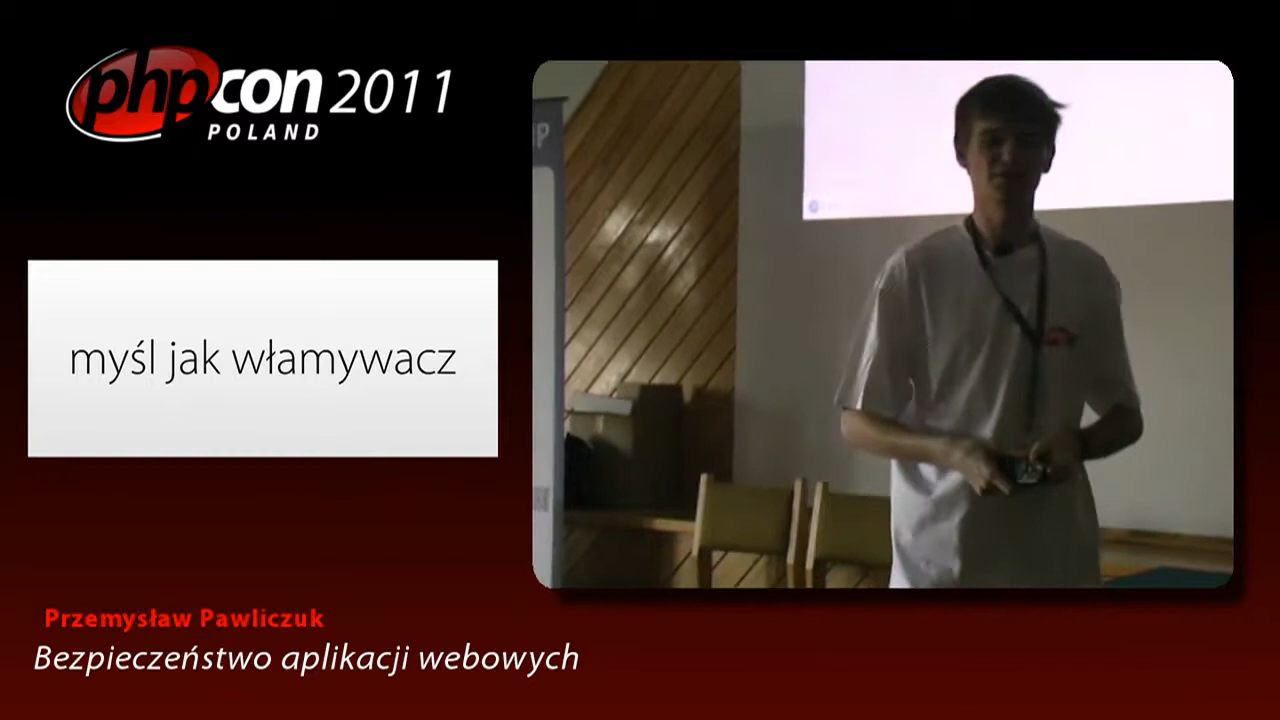 phpcon 2011
POLAND
myśl jak włamywacz
Przemysław Pawliczuk
Bezpieczeństwo aplikacji webowych